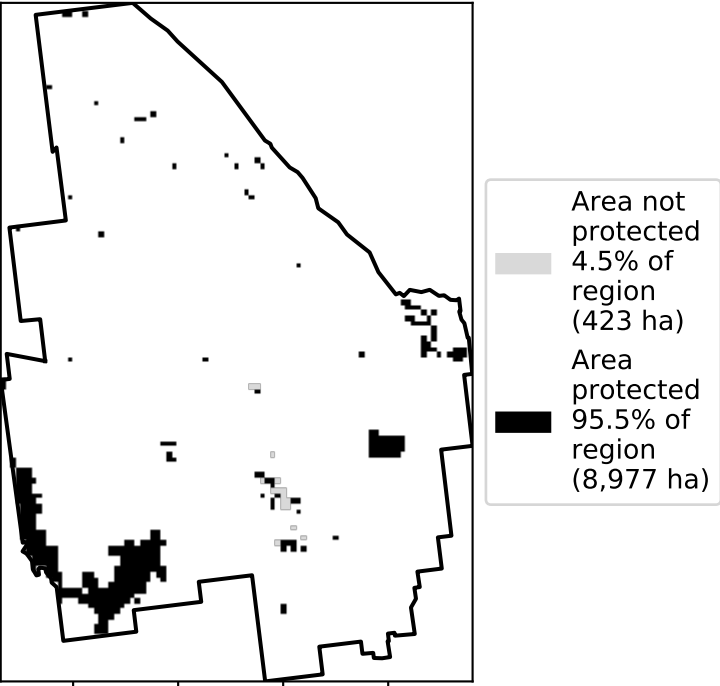 Area not
protected
4.5% of
region
(423 ha)
Area
protected
95.5% of
region
(8,977 ha)